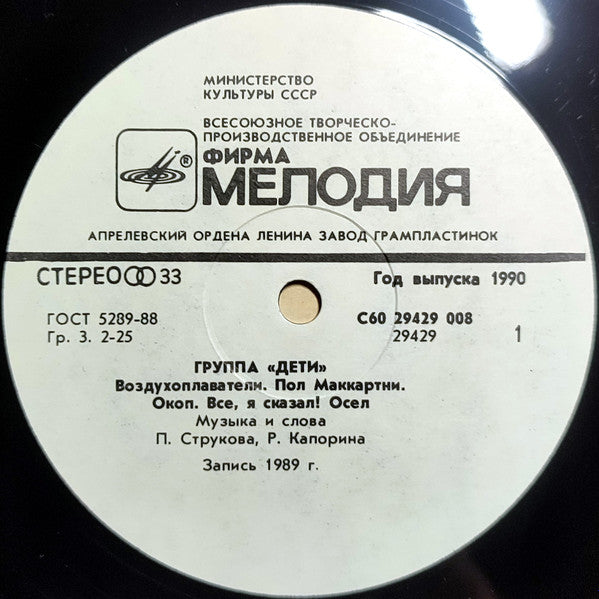 МИНИСТЕРСТВО
КУЛЬТУРЫ СССР
ВСЕСОЮЗНОЕ ТВОРЧЕСКО-
ПРОИЗВОДСТВЕННОЕ ОБЪЕДИНЕНИЕ
®
ФИРМА
МЕЛОДИЯ
АПРЕЛЕВСКИЙ ОРДЕНА ЛЕНИНА ЗАВОД ГРАМПЛАСТИНОК
СТЕРЕО 33
Год выпуска 1990
ГОСТ 5289-88
С60 29429 008
Гр. 3. 2-25
29429
1
ГРУППА «ДЕТИ»
Воздухоплаватели. Пол Маккартни.
Окоп. Все, я сказал! Осел
Музыка и слова
П. Струкова, Р. Капорина
Запись 1989 г.